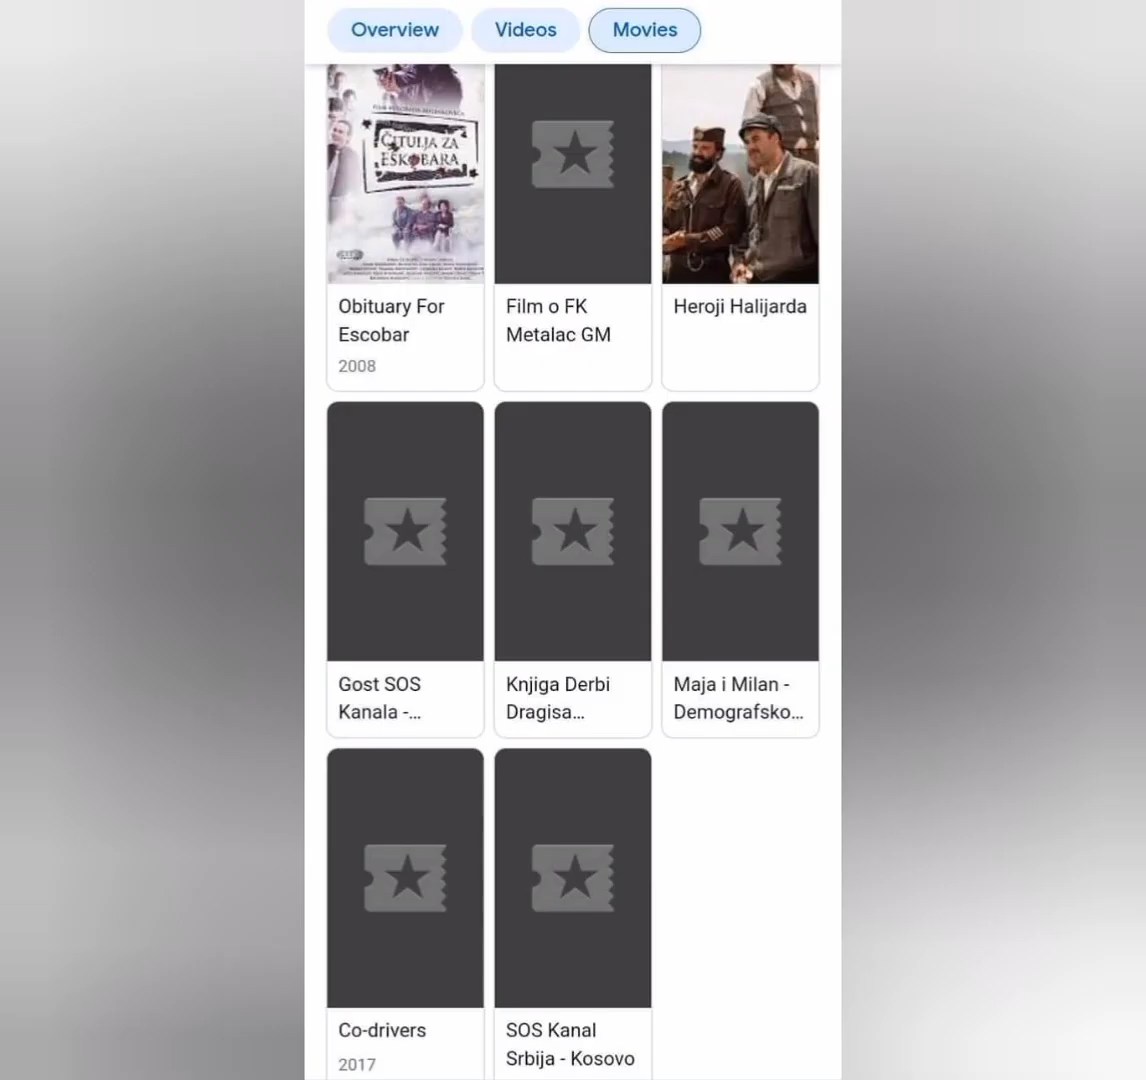 Overview
Videos
Movies
ČITULJA ZA
ESKOBARA
Obituary For
Escobar
2008
Film o FK
Metalac GM
Heroji Halijarda
Gost SOS
Kanala -...
Knjiga Derbi
Dragisa...
Maja i Milan -
Demografsko...
Co-drivers
2017
SOS Kanal
Srbija - Kosovo